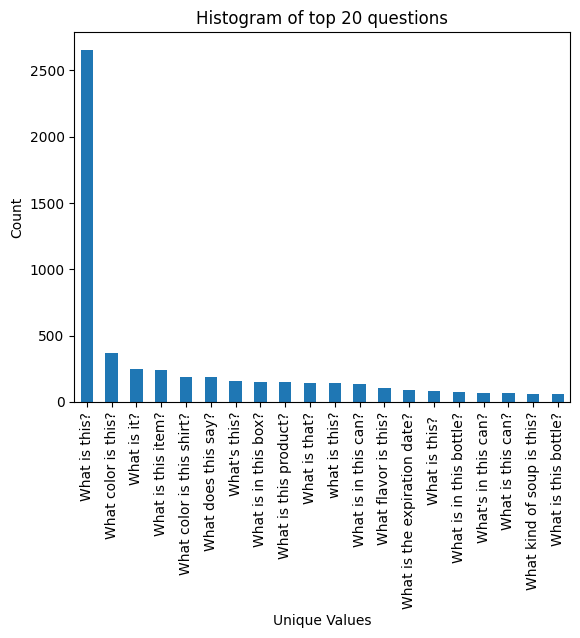 Histogram of top 20 questions
Count
2500
2000
1500
1000
500
0
What is this?
What color is this?
What is it?
What is this item?
What color is this shirt?
What does this say?
What's this?
What is in this box?
What is this product?
What is that?
what is this?
What is in this can?
What flavor is this?
What is the expiration date?
What is this?
What is in this bottle?
What's in this can?
What is this can?
What kind of soup is this?
What is this bottle?
Unique Values